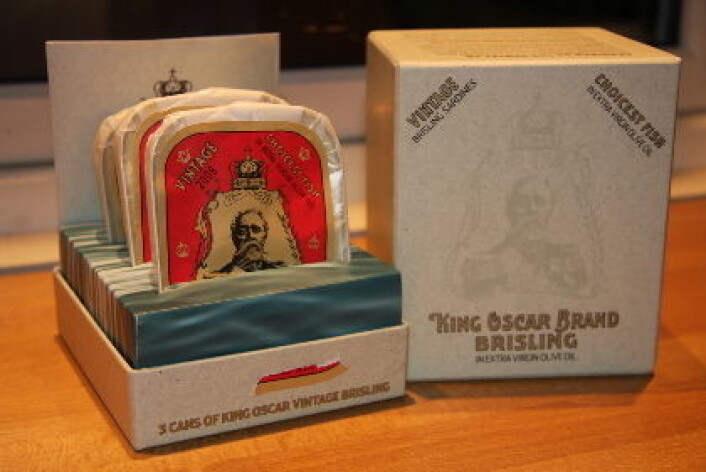 VINTAGE
2008
CHOICEST FISH
3 CANS OF KING OSCAR VINTAGE BRISLING
VINTAGE
BRISLING SARDINES
CHOICEST FISH
IN EXTRA VIRGIN OLIVE OIL
KING OSCAR BRAND
BRISLING
IN EXTRA VIRGIN OLIVE OIL